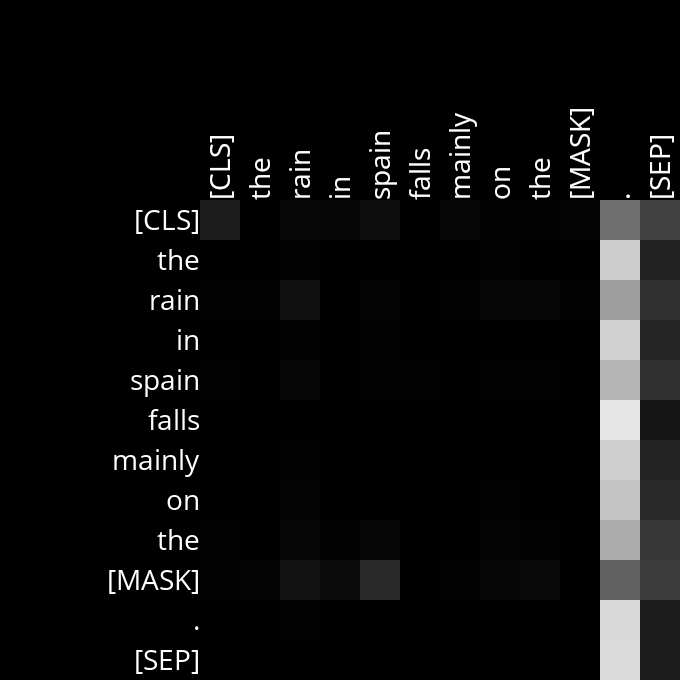 [CLS] the rain in spain falls mainly on the [MASK] . [SEP]
[CLS]
the
rain
in
spain
falls
mainly
on
the
[MASK]
.
[SEP]